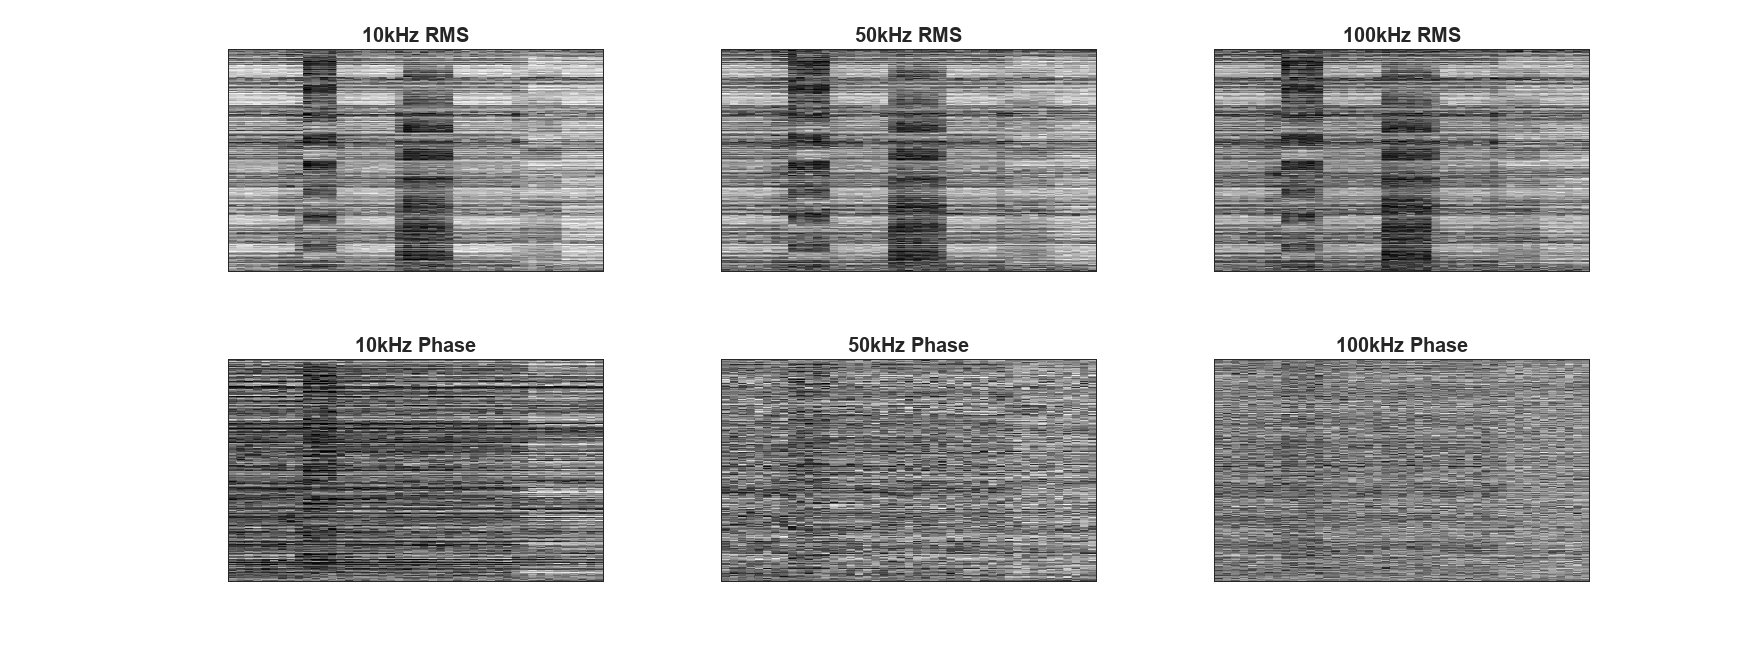 10kHz RMS
50kHz RMS
100kHz RMS
10kHz Phase
50kHz Phase
100kHz Phase